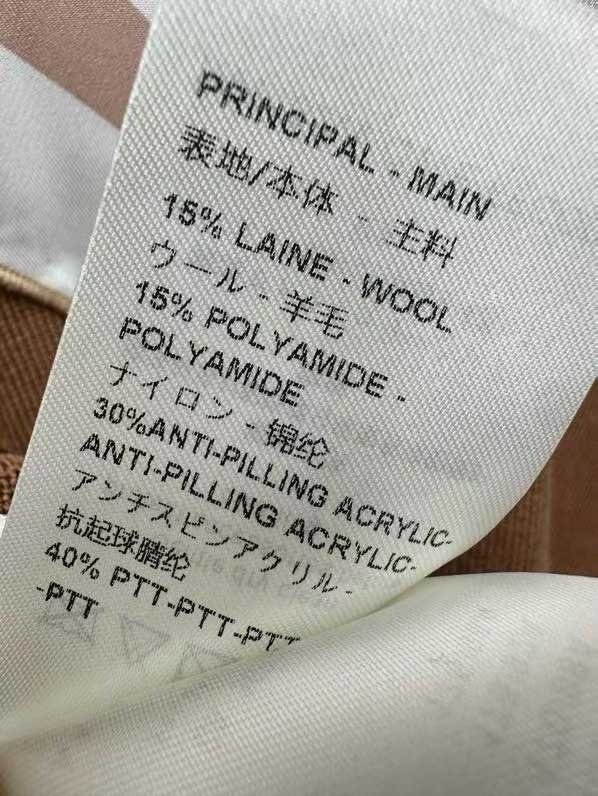 PRINCIPAL - MAIN
表地/本体 - 主料
15% LAINE - WOOL
ウール - 羊毛
15% POLYAMIDE -
POLYAMIDE
ナイロン - 锦纶
30%ANTI-PILLING ACRYLIC-
ANTI-PILLING ACRYLIC-
アンチスピンアクリル -
抗起球腈纶
40% PTT-PTT-PTT
-PTT